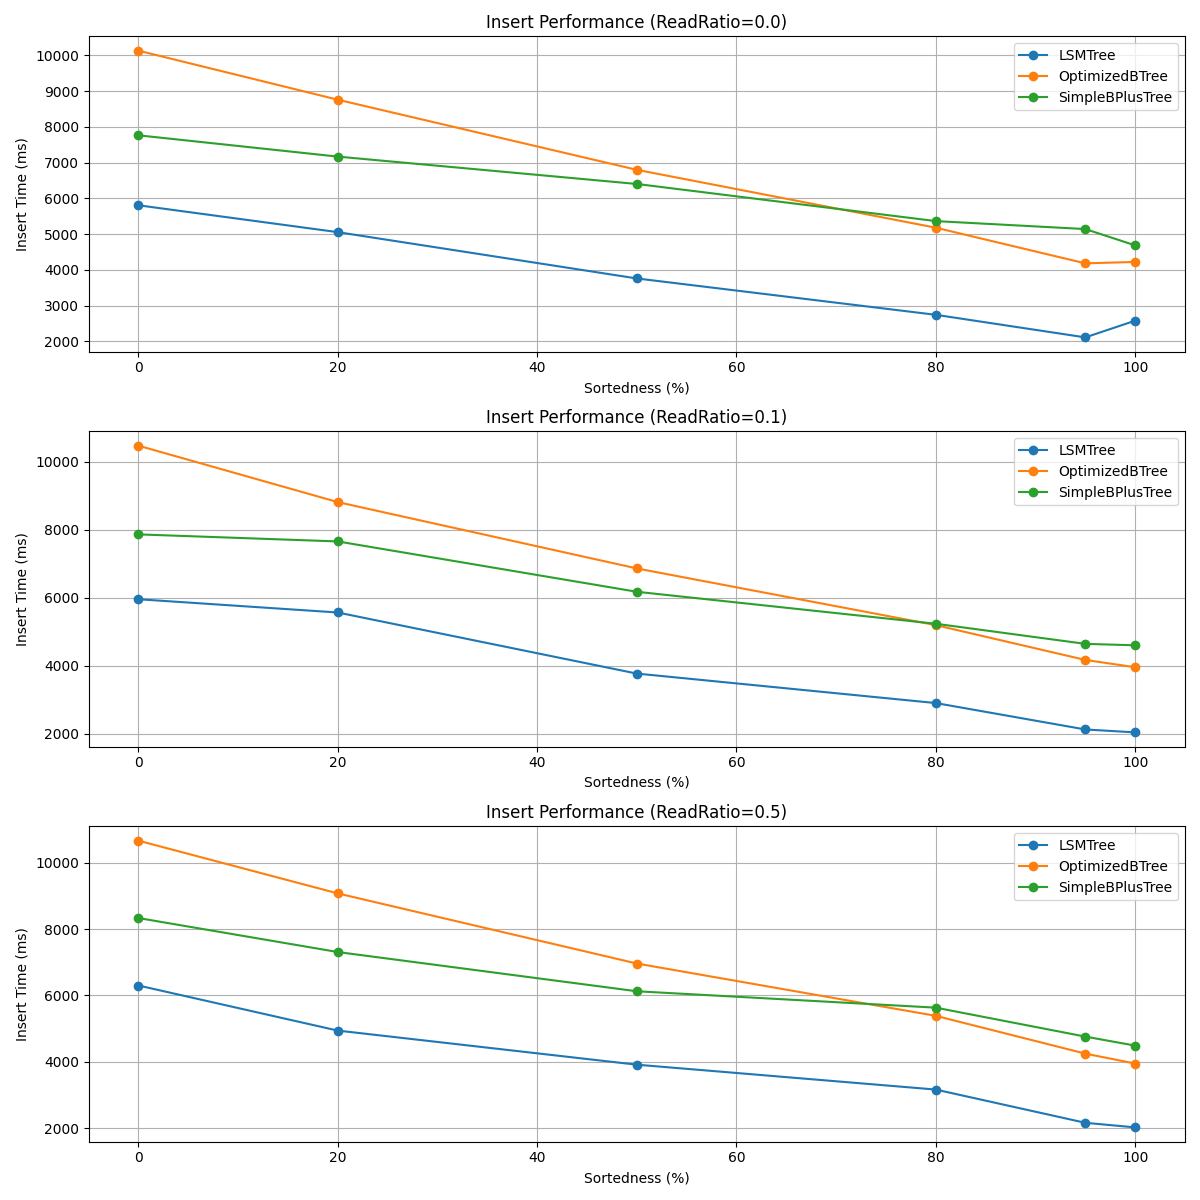 Insert Performance (ReadRatio=0.0)
Insert Time (ms)
10000
9000
8000
7000
6000
5000
4000
3000
2000
LSMTree
OptimizedBTree
SimpleBPlusTree
0 20 40 60 80 100
Sortedness (%)
Insert Performance (ReadRatio=0.1)
Insert Time (ms)
10000
8000
6000
4000
2000
LSMTree
OptimizedBTree
SimpleBPlusTree
0 20 40 60 80 100
Sortedness (%)
Insert Performance (ReadRatio=0.5)
Insert Time (ms)
10000
8000
6000
4000
2000
LSMTree
OptimizedBTree
SimpleBPlusTree
0 20 40 60 80 100
Sortedness (%)